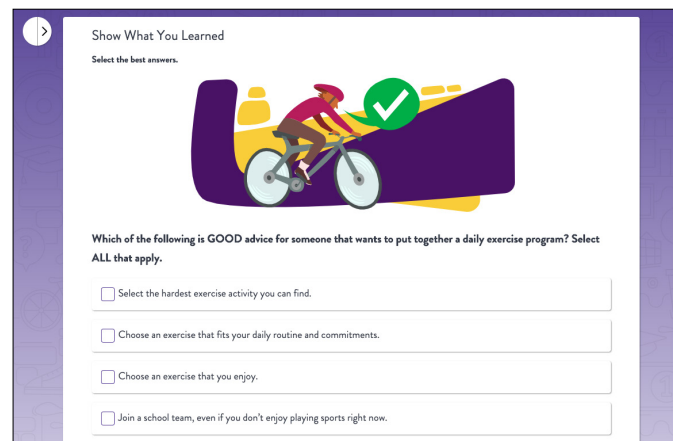 Show What You Learned
Select the best answers.
Which of the following is GOOD advice for someone that wants to put together a daily exercise program? Select
ALL that apply.
Select the hardest exercise activity you can find.
Choose an exercise that fits your daily routine and commitments.
Choose an exercise that you enjoy.
Join a school team, even if you don't enjoy playing sports right now.